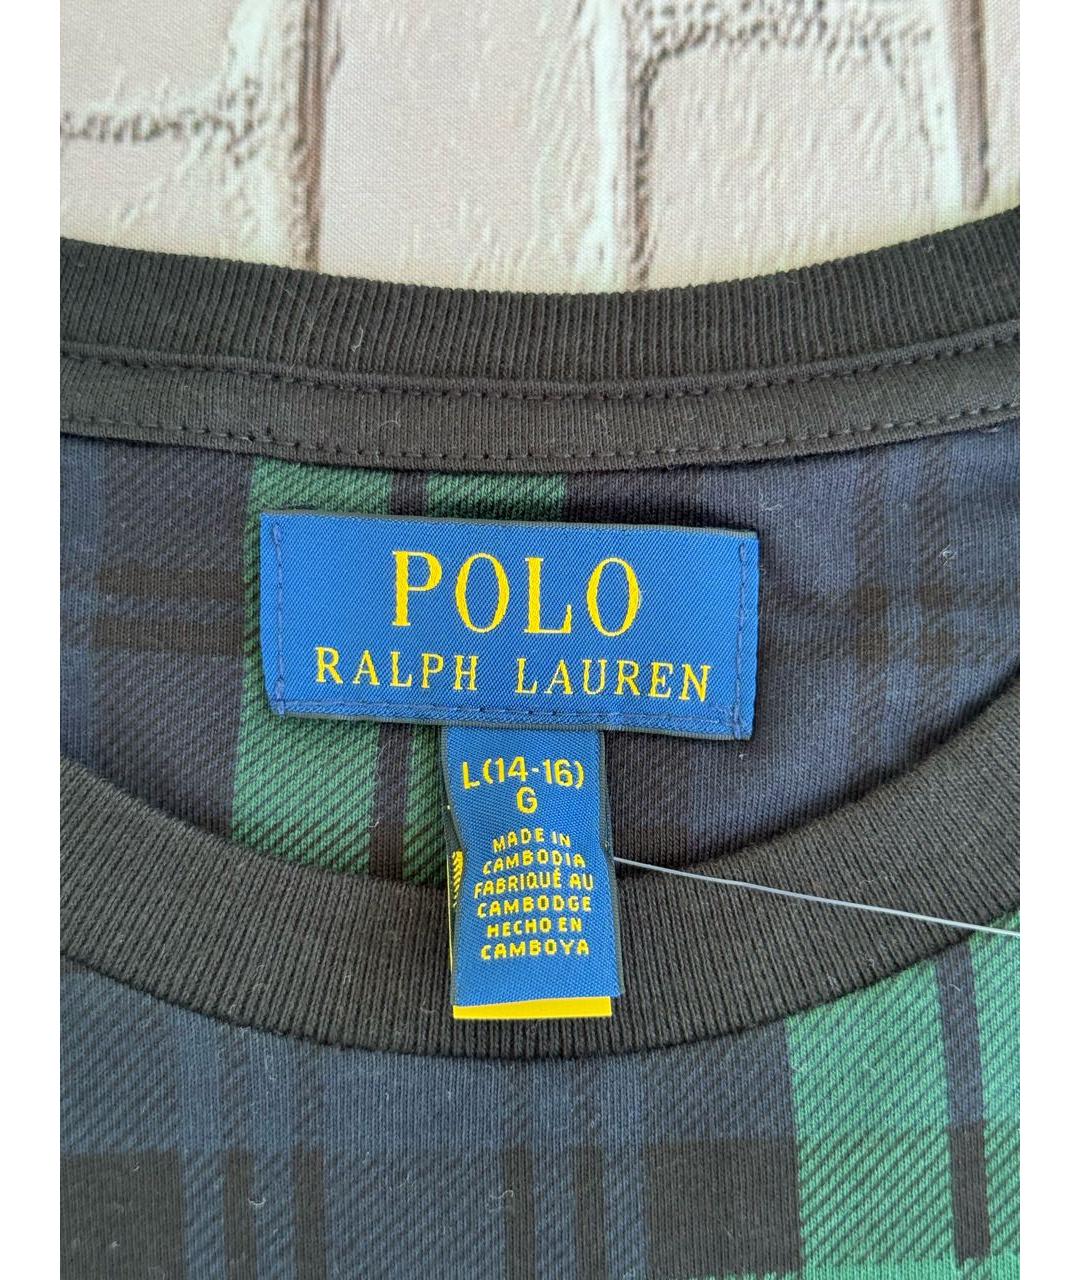 POLO
RALPH LAUREN
L(14-16)
G
MADE IN
CAMBODIA
FABRIQUÉ AU
CAMBODGE
HECHO EN
CAMBOYA